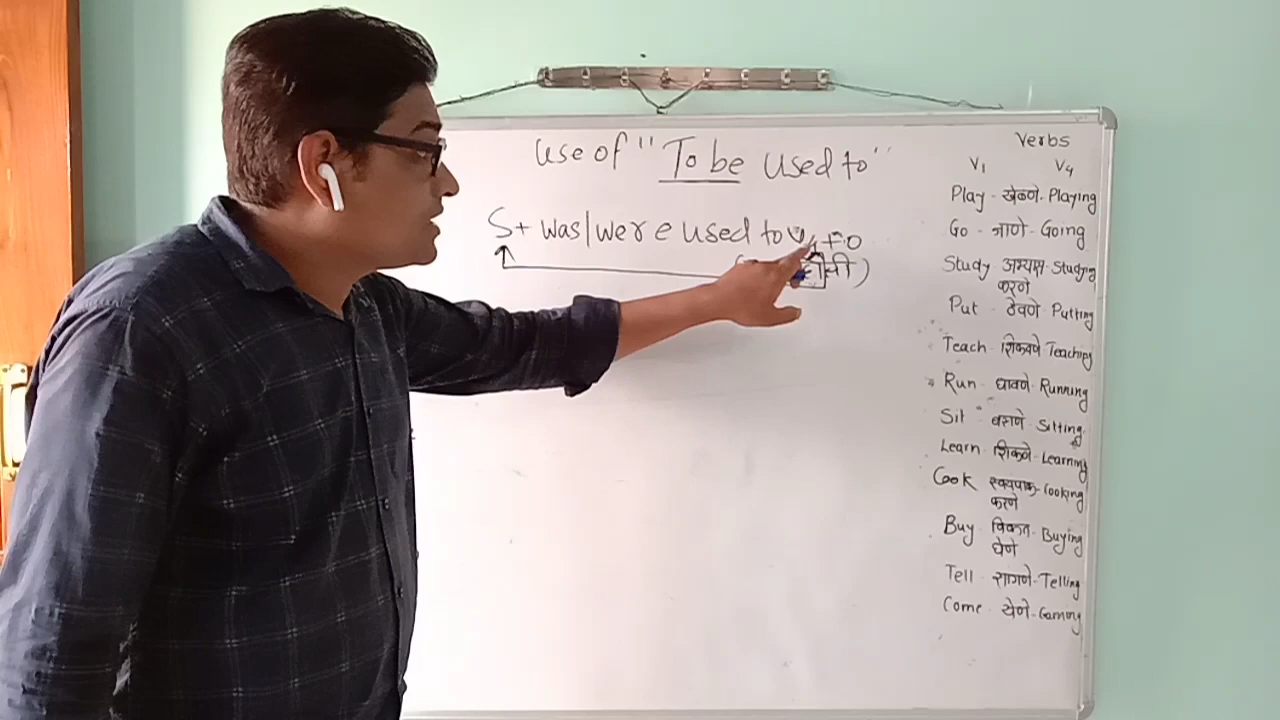 Use of "To be used to"
S+ was/were used to V4+O
Verbs
V1 V4
Play - खेळणे - Playing
Go - जाणे - Going
Study अभ्यास - Studying
करणे
Put - ठेवणे Putting
Teach - शिकवणे Teaching
Run - धावणे - Running
Sit - बसणे - Sitting
Learn - शिकणे - Learning
Cook स्वयंपाक - Cooking
करणे
Buy - विकत - Buying
घेणे
Tell - सांगणे - Telling
Come - येणे -